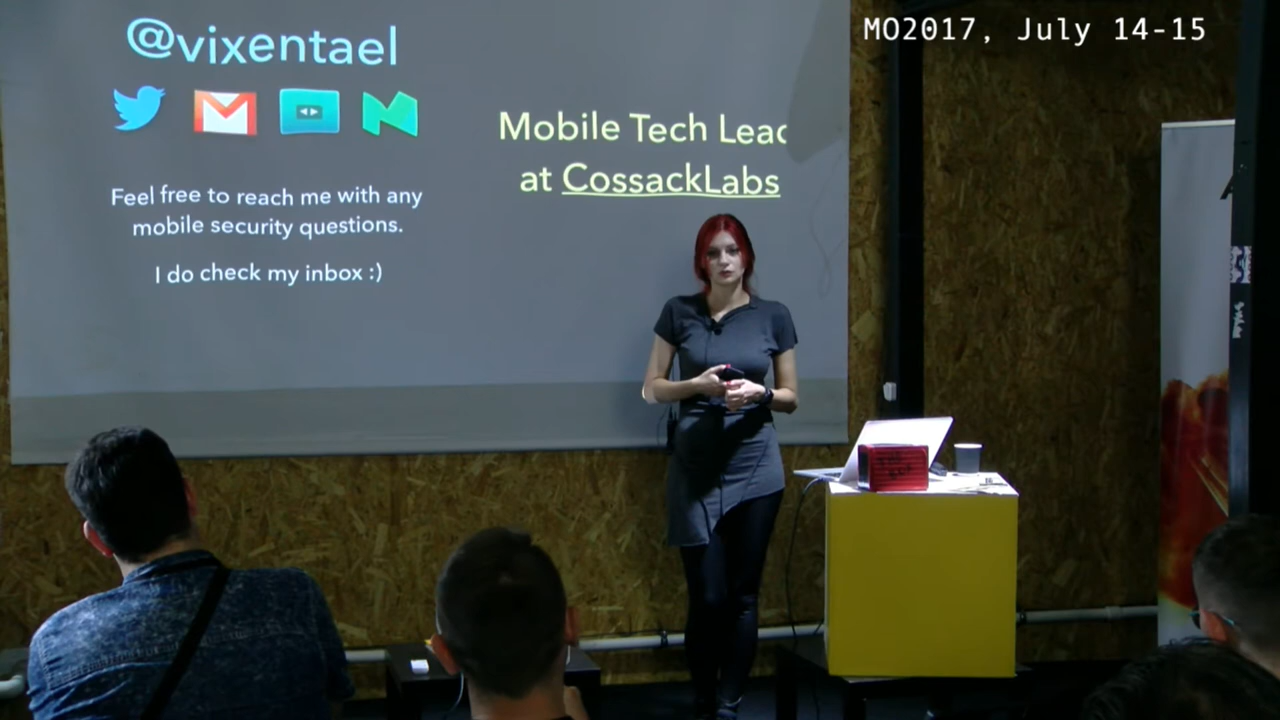 MO2017, July 14-15
@vixentael
Feel free to reach me with any
mobile security questions.
I do check my inbox :)
Mobile Tech Lead
at CossackLabs